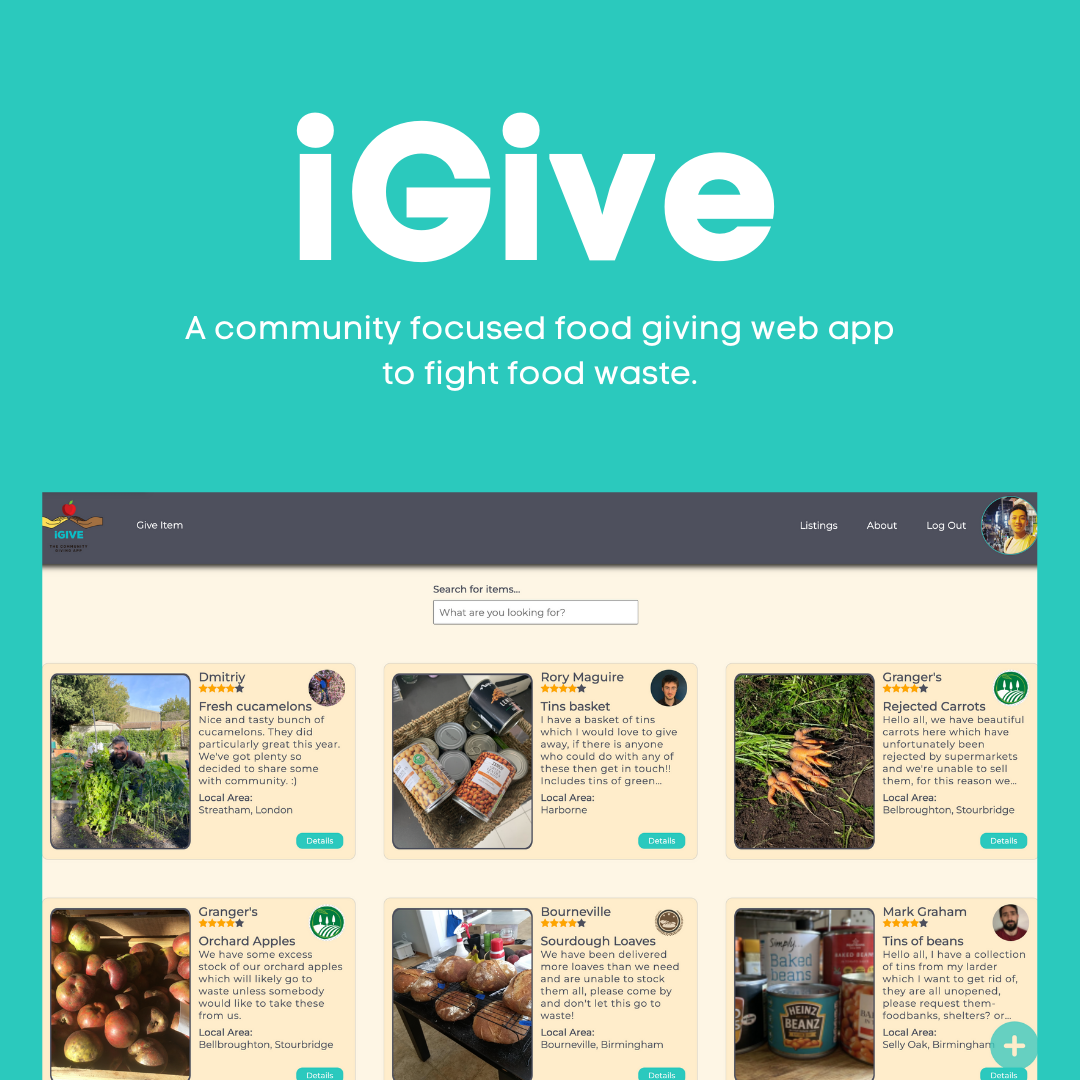 iGive
A community focused food giving web app
to fight food waste.
iGIVE
THE COMMUNITY
GIVING APP
Give Item
Listings
About
Log Out
Search for items...
What are you looking for?
Dmitriy
Fresh cucamelons
Nice and tasty bunch of
cucamelons. They did
particularly great this year.
We've got plenty so
decided to share some
with community. :)
Local Area:
Streatham, London
Details
Rory Maguire
Tins basket
I have a basket of tins
which I would love to give
away, if there is anyone
who could do with any of
these then get in touch!!
Includes tins of green...
Local Area:
Harborne
Details
Granger's
Rejected Carrots
Hello all, we have beautiful
carrots here which have
unfortunately been
rejected by supermarkets
and we're unable to sell
them, for this reason we...
Local Area:
Belbroughton, Stourbridge
Details
Granger's
Orchard Apples
We have some excess
stock of our orchard apples
which will likely go to
waste unless somebody
would like to take these
from us.
Local Area:
Bellbroughton, Stourbridge
Details
Bourneville
Sourdough Loaves
We have been delivered
more loaves than we need
and are unable to stock
them all, please come by
and don't let this go to
waste!
Local Area:
Bourneville, Birmingham
Details
Simply...
Baked
beans
BAKED BEANS
HEINZ
BEANZ
Mark Graham
Tins of beans
Hello all, I have a collection
of tins from my larder
which I want to get rid of,
they are all unopened,
please request them-
foodbanks, shelters? or...
Local Area:
Selly Oak, Birmingham
+
Details